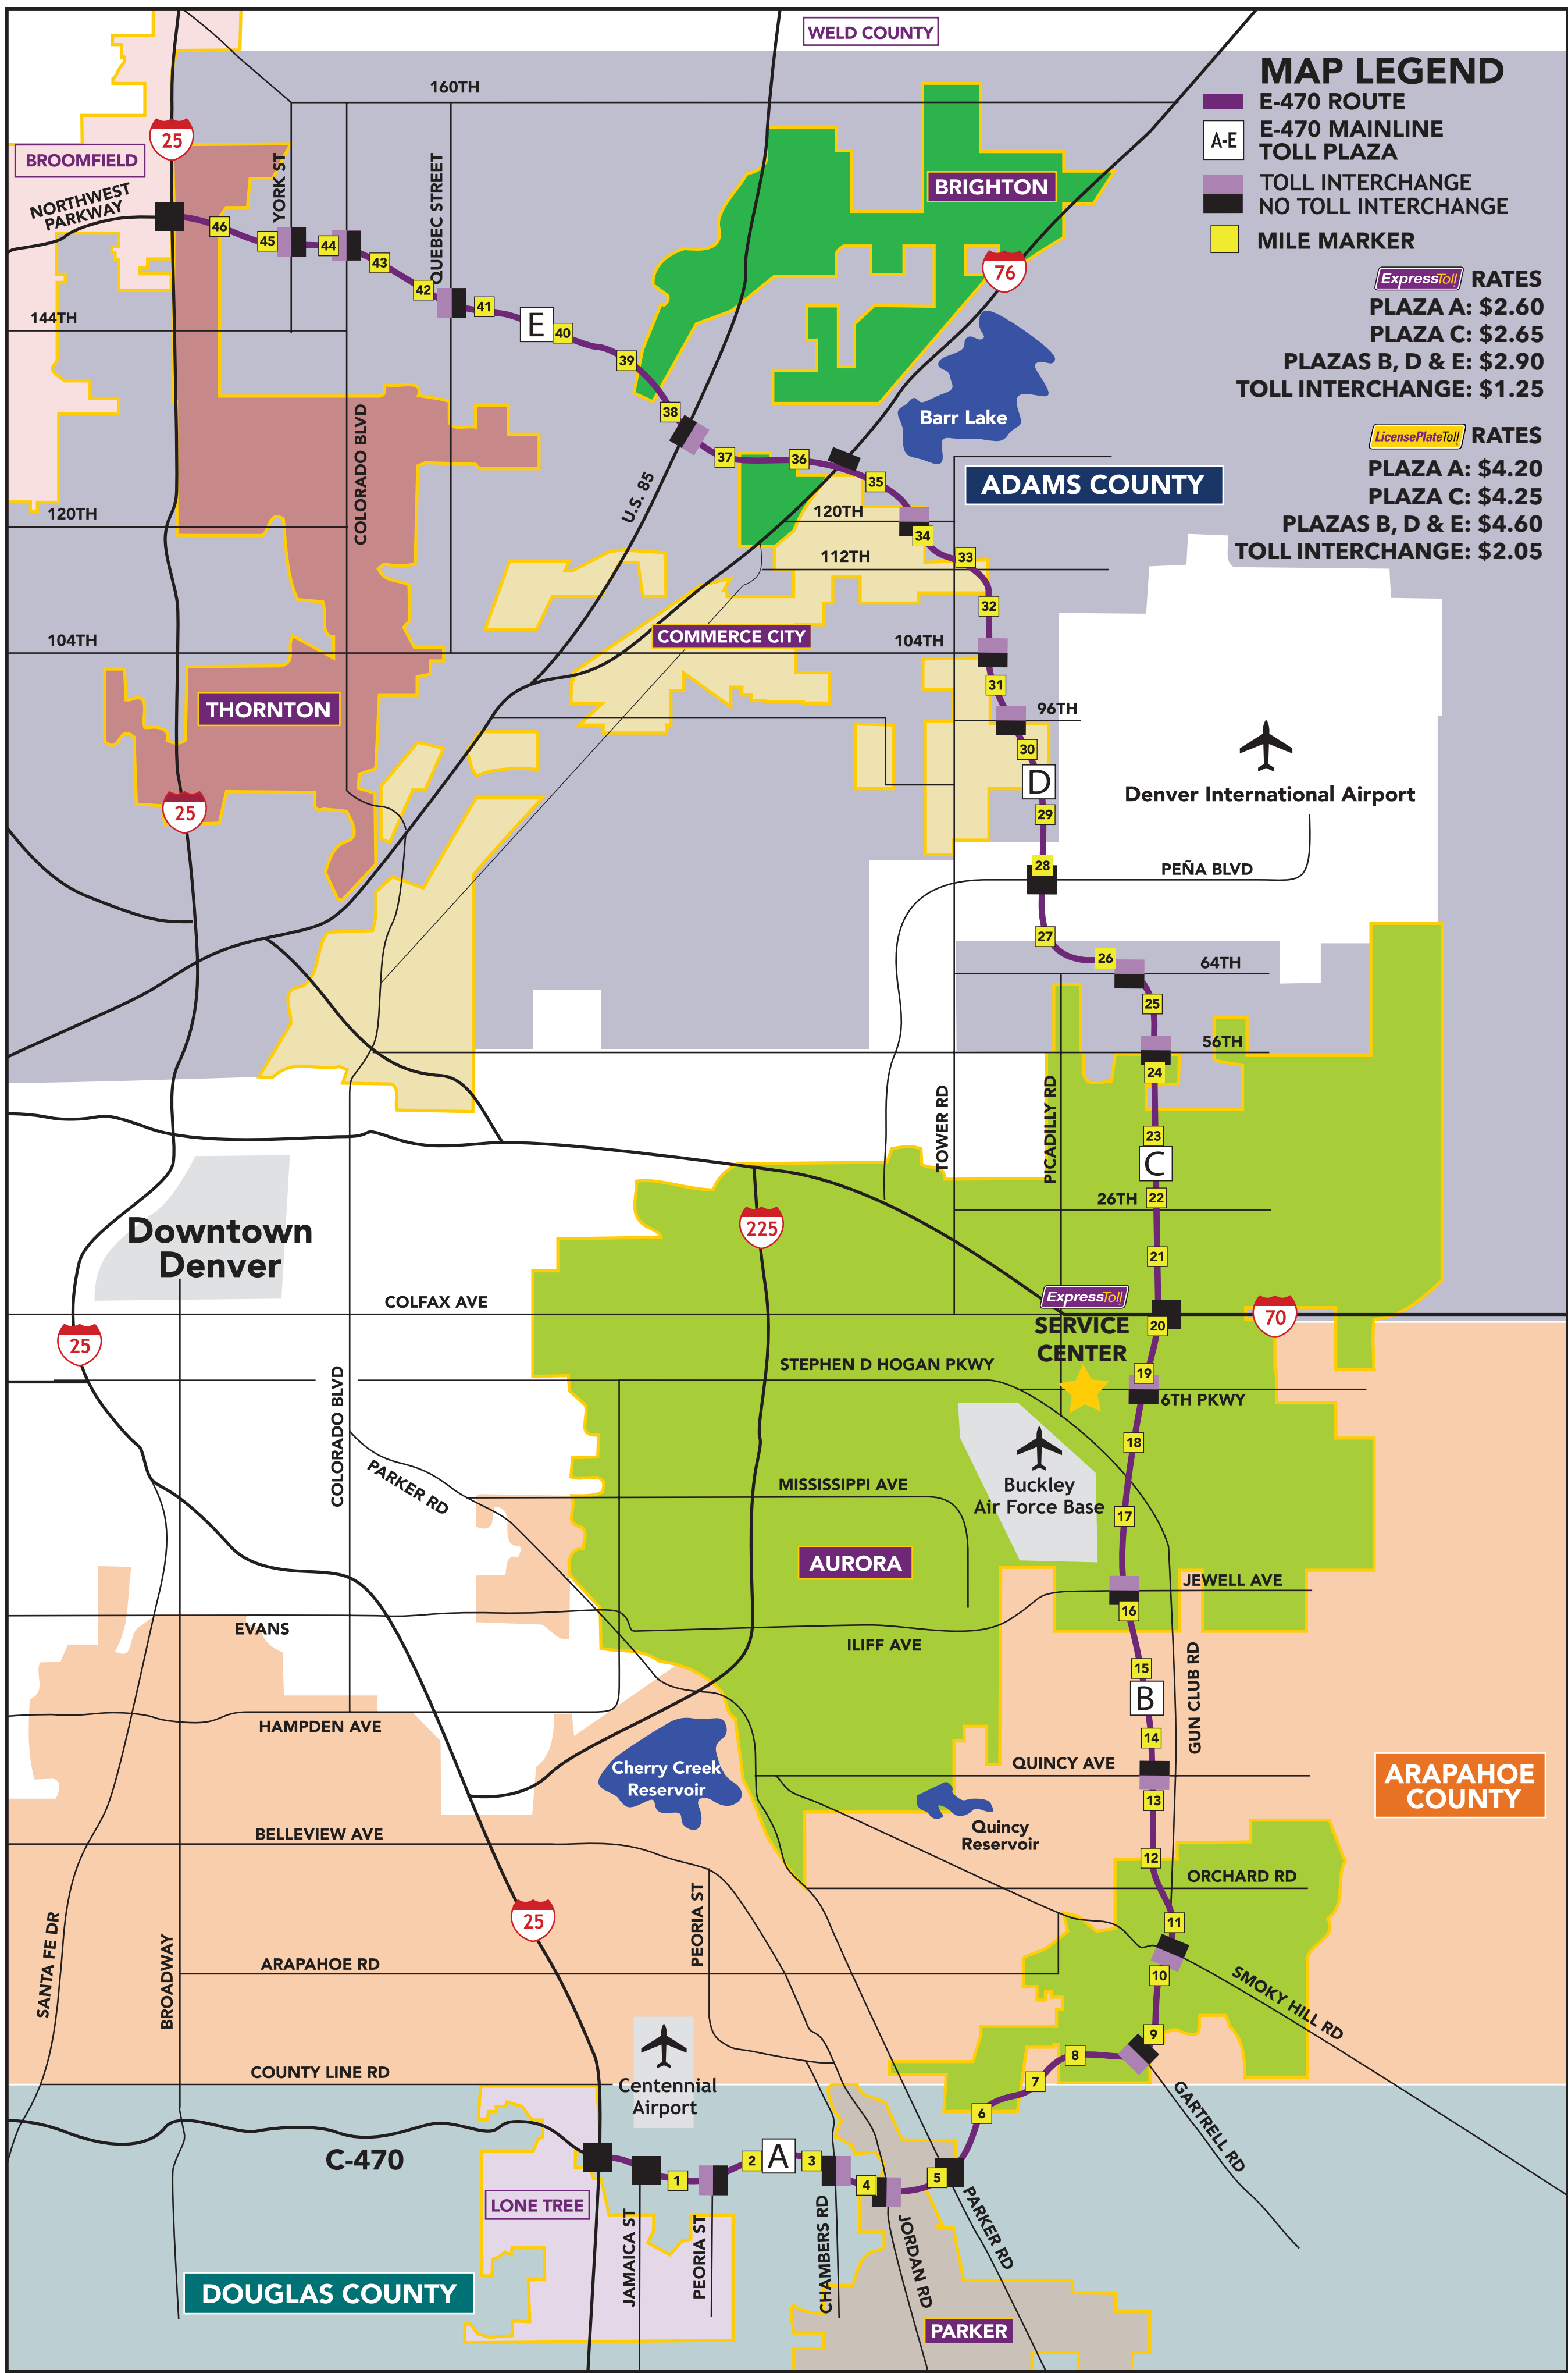 WELD COUNTY
MAP LEGEND
E-470 ROUTE
A-E
E-470 MAINLINE
TOLL PLAZA
TOLL INTERCHANGE
NO TOLL INTERCHANGE
MILE MARKER
ExpressToll RATES
PLAZA A: $2.60
PLAZA C: $2.65
PLAZAS B, D & E: $2.90
TOLL INTERCHANGE: $1.25
LicensePlateToll RATES
PLAZA A: $4.20
PLAZA C: $4.25
PLAZAS B, D & E: $4.60
TOLL INTERCHANGE: $2.05
160TH
25
BROOMFIELD
NORTHWEST
PARKWAY
YORK ST
QUEBEC STREET
BRIGHTON
76
46
45
44
43
42
41
E
40
39
38
37
36
35
34
33
32
31
30
D
29
28
27
26
25
24
23
C
22
21
20
19
18
17
16
15
B
14
13
12
11
10
9
8
7
6
5
4
3
A
2
1
144TH
COLORADO BLVD
Barr Lake
ADAMS COUNTY
U.S. 85
120TH
120TH
112TH
COMMERCE CITY
104TH
104TH
THORNTON
96TH
25
Denver International Airport
PEÑA BLVD
64TH
56TH
TOWER RD
PICADILLY RD
26TH
Downtown
Denver
225
COLFAX AVE
ExpressToll
SERVICE
CENTER
70
25
STEPHEN D HOGAN PKWY
6TH PKWY
COLORADO BLVD
PARKER RD
MISSISSIPPI AVE
Buckley
Air Force Base
AURORA
JEWELL AVE
EVANS
ILIFF AVE
GUN CLUB RD
HAMPDEN AVE
Cherry Creek
Reservoir
QUINCY AVE
ARAPAHOE
COUNTY
Quincy
Reservoir
BELLEVIEW AVE
ORCHARD RD
25
PEORIA ST
SANTA FE DR
BROADWAY
ARAPAHOE RD
SMOKY HILL RD
COUNTY LINE RD
Centennial
Airport
GARTRELL RD
C-470
LONE TREE
JAMAICA ST
PEORIA ST
CHAMBERS RD
JORDAN RD
PARKER RD
DOUGLAS COUNTY
PARKER